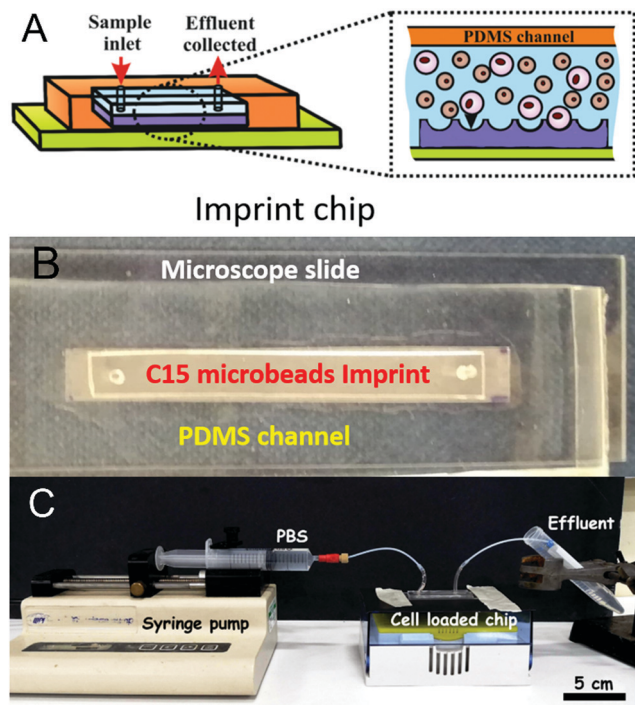 A
Sample
inlet
Effluent
collected
PDMS channel
Imprint chip
B
Microscope slide
C15 microbeads Imprint
PDMS channel
C
PBS
Effluent
Syringe pump
Cell loaded chip
5 cm